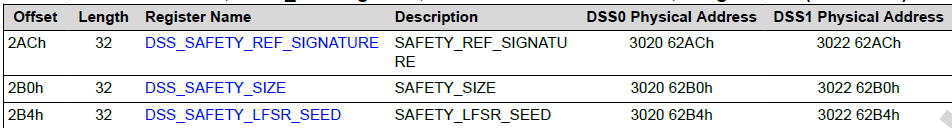 Offset Length Register Name Description DSS0 Physical Address DSS1 Physical Address
2ACh 32 DSS_SAFETY_REF_SIGNATURE SAFETY_REF_SIGNATU 3020 62ACh 3022 62ACh
RE
2B0h 32 DSS_SAFETY_SIZE SAFETY_SIZE 3020 62B0h 3022 62B0h
2B4h 32 DSS_SAFETY_LFSR_SEED SAFETY_LFSR_SEED 3020 62B4h 3022 62B4h